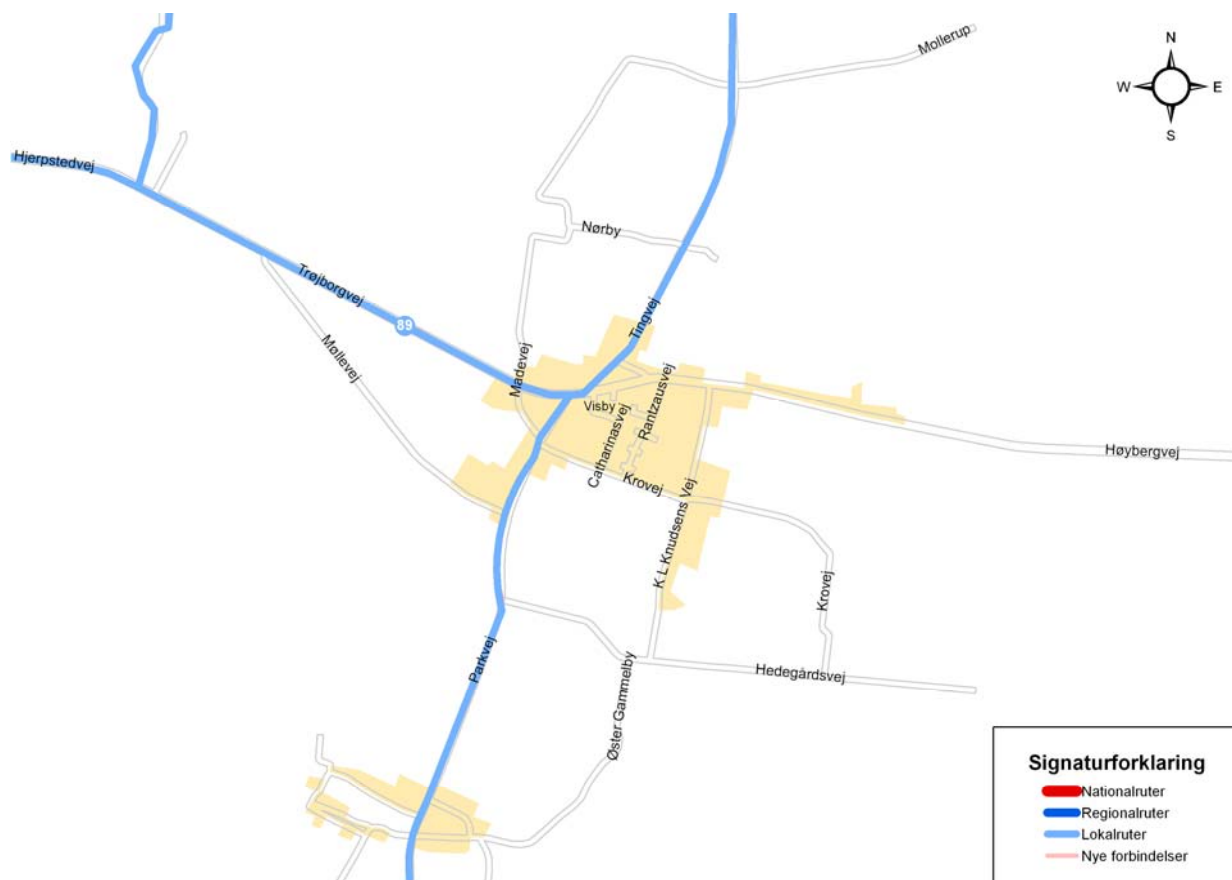 N
W
E
S
Mollerup
Hjerpstedvej
Nørby
Trøjborgvej
89
Tingvej
Møllevej
Madevej
Visby
Catharinasvej
Rantzausvej
Høybergvej
Krovej
K L Knudsens Vej
Krovej
Parkvej
Øster Gammelby
Hedegårdsvej
Signaturforklaring
Nationalruter
Regionalruter
Lokalruter
Nye forbindelser